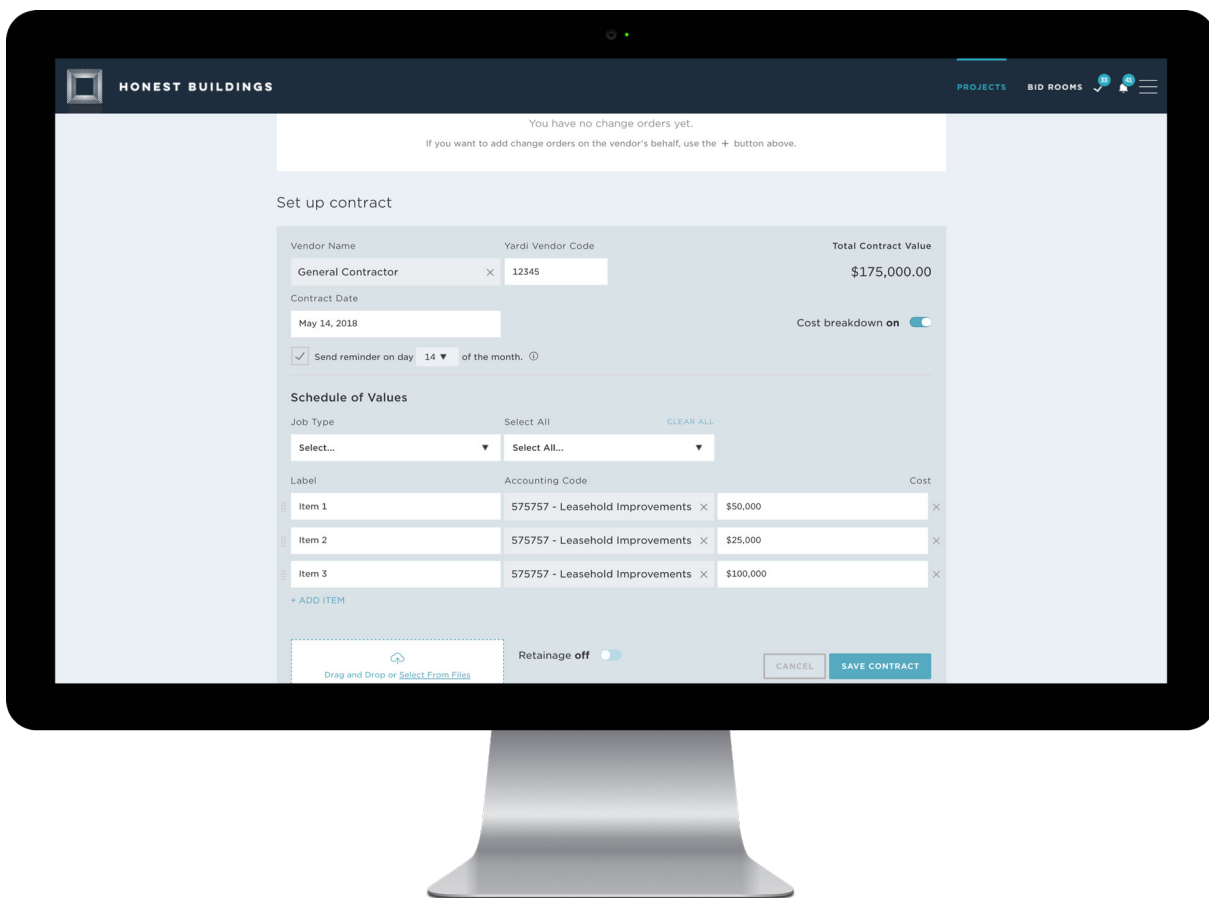 HONEST BUILDINGS
PROJECTS BID ROOMS 33 41
You have no change orders yet.
If you want to add change orders on the vendor's behalf, use the + button above.
Set up contract
Vendor Name Yardi Vendor Code Total Contract Value
General Contractor × 12345 $175,000.00
Contract Date
May 14, 2018 Cost breakdown on
Send reminder on day 14 ▼ of the month.
Schedule of Values
Job Type Select All CLEAR ALL
Select... ▼ Select All... ▼
Label Accounting Code Cost
Item 1 575757 - Leasehold Improvements × $50,000 ×
Item 2 575757 - Leasehold Improvements × $25,000 ×
Item 3 575757 - Leasehold Improvements × $100,000 ×
+ ADD ITEM
Retainage off
Drag and Drop or Select From Files CANCEL SAVE CONTRACT